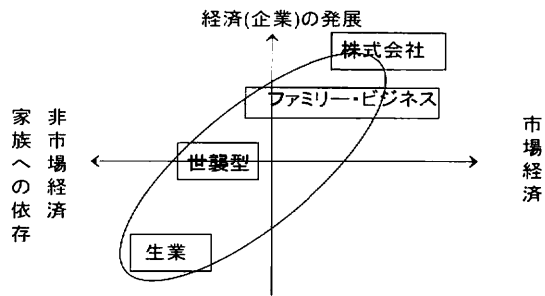 経済(企業)の発展
株式会社
ファミリー・ビジネス
非市場経済
家族への依存
市場経済
世襲型
生業